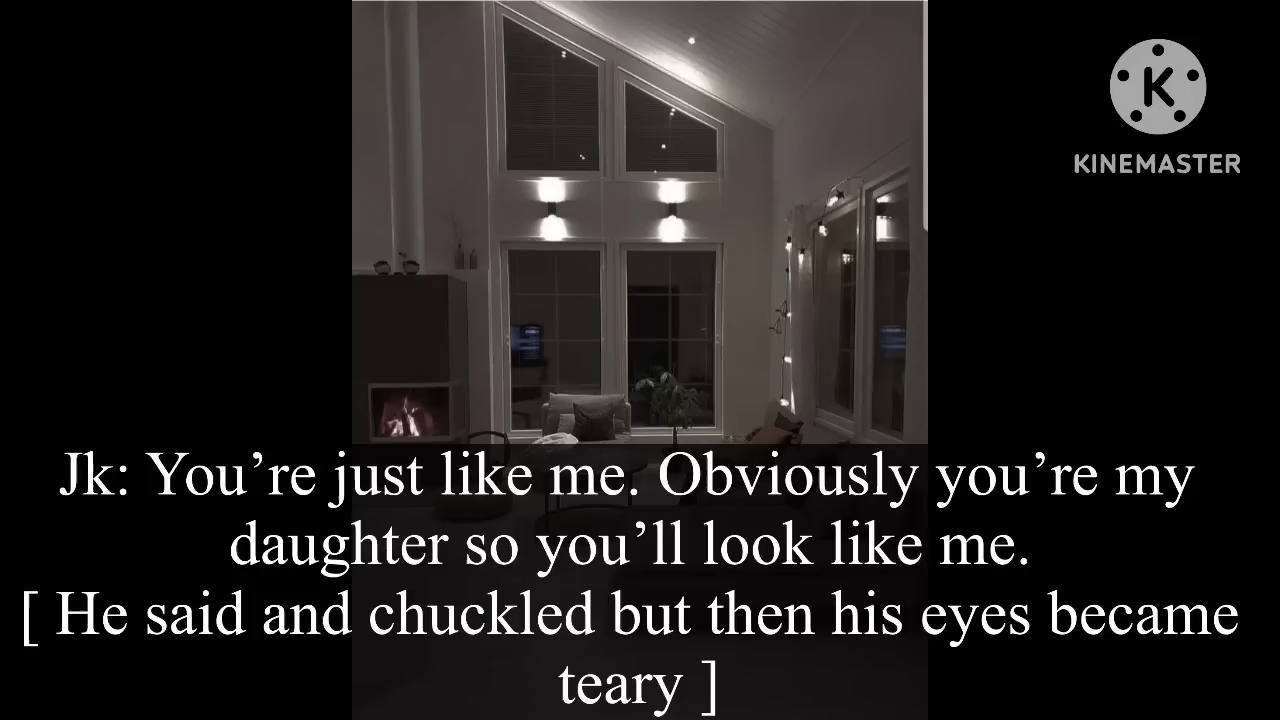 K
KINEMASTER
Jk: You’re just like me. Obviously you’re my
daughter so you’ll look like me.
[ He said and chuckled but then his eyes became
teary ]